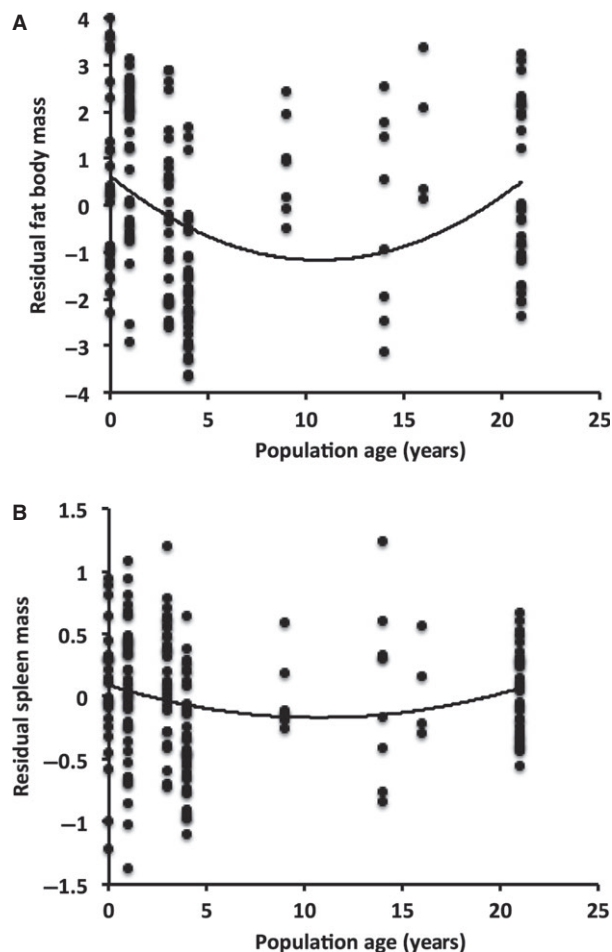 A
Residual fat body mass
4
3
2
1
0
−1
−2
−3
−4
0 5 10 15 20 25
Population age (years)
B
Residual spleen mass
1.5
1
0.5
0
−0.5
−1
−1.5
0 5 10 15 20 25
Population age (years)